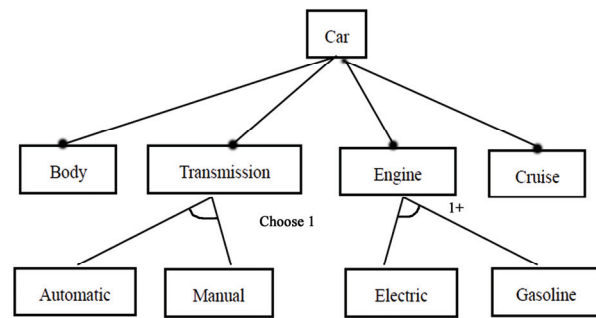 Car
Body
Transmission
Engine
Cruise
Choose 1
1+
Automatic
Manual
Electric
Gasoline